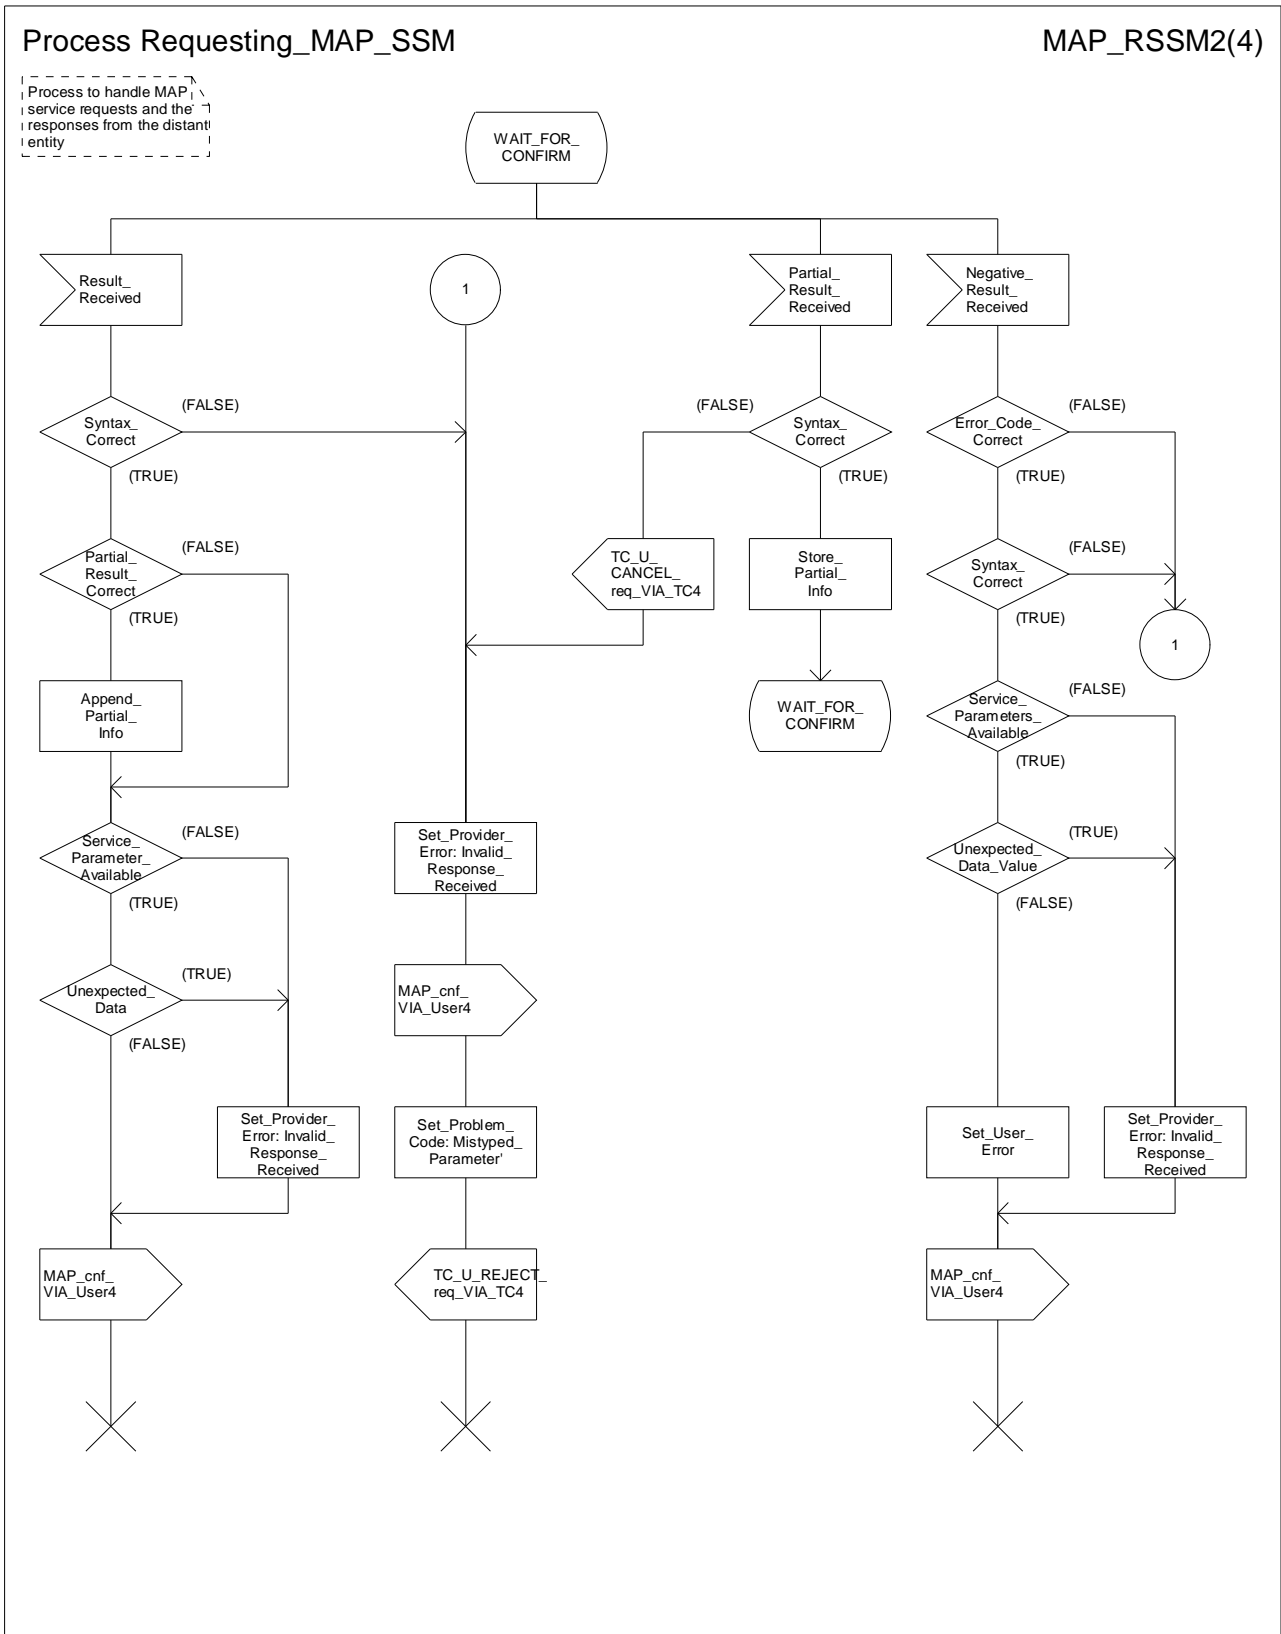 Process Requesting_MAP_SSM
MAP_RSSM2(4)
Process to handle MAP
service requests and the
responses from the distant
entity
WAIT_FOR_
CONFIRM
Result_
Received
1
Partial_
Result_
Received
Negative_
Result_
Received
Syntax_
Correct
(FALSE)
(TRUE)
(FALSE)
Syntax_
Correct
(TRUE)
Error_Code_
Correct
(FALSE)
(TRUE)
Partial_
Result_
Correct
(FALSE)
(TRUE)
TC_U_
CANCEL_
req_VIA_TC4
Store_
Partial_
Info
Syntax_
Correct
(FALSE)
(TRUE)
1
Append_
Partial_
Info
WAIT_FOR_
CONFIRM
Service_
Parameters_
Available
(FALSE)
(TRUE)
Service_
Parameter_
Available
(FALSE)
(TRUE)
Set_Provider_
Error: Invalid_
Response_
Received
Unexpected_
Data_Value
(TRUE)
(FALSE)
Unexpected_
Data
(TRUE)
(FALSE)
MAP_cnf_
VIA_User4
Set_Provider_
Error: Invalid_
Response_
Received
Set_Problem_
Code: Mistyped_
Parameter'
Set_User_
Error
Set_Provider_
Error: Invalid_
Response_
Received
MAP_cnf_
VIA_User4
TC_U_REJECT_
req_VIA_TC4
MAP_cnf_
VIA_User4